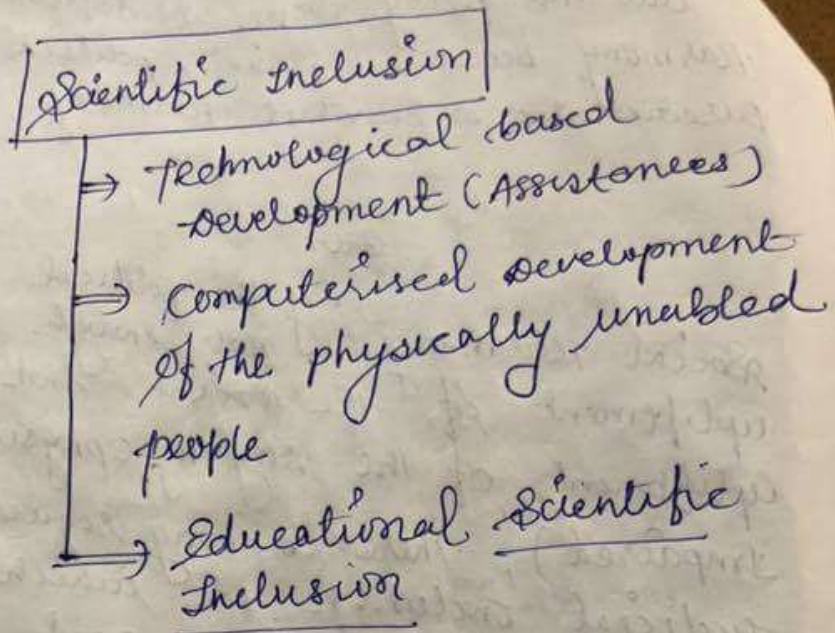 Scientific Inclusion
⇒ Technological based
Development (Assistances)
⇒ Computerised Development
of the physically unabled
people
⇒ Educational Scientific
Inclusion